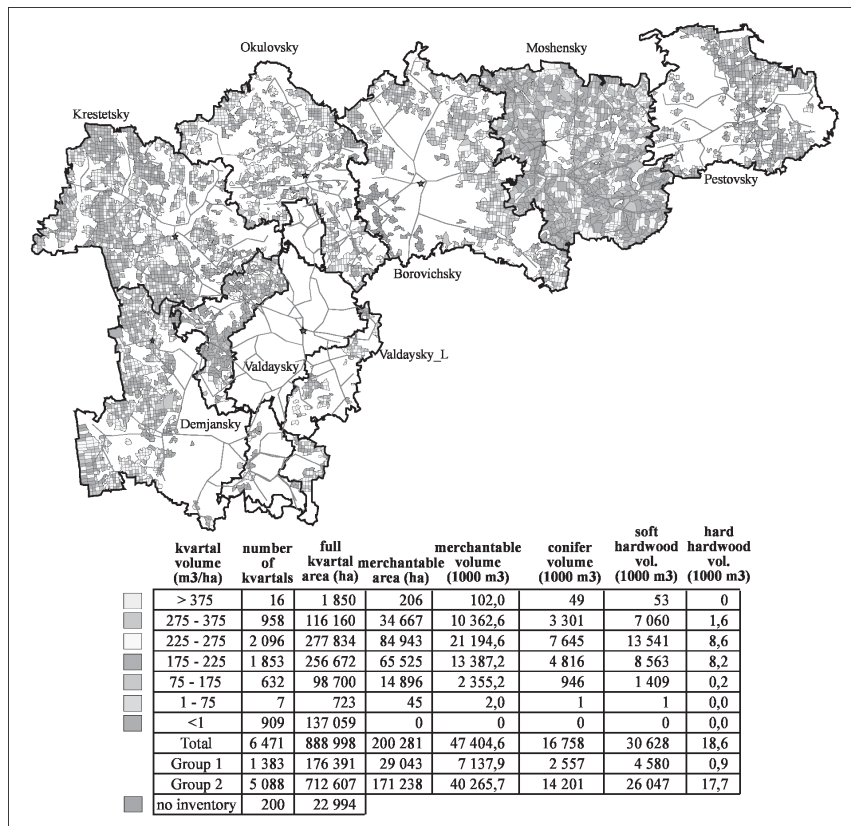 Okulovsky
Moshensky
Krestetsky
Pestovsky
Borovichsky
Valdaysky_L
Valdaysky
Demjansky
kvartal volume (m3/ha) number of kvartals full kvartal area (ha) merchantable area (ha) merchantable volume (1000 m3) conifer volume (1000 m3) soft hardwood vol. (1000 m3) hard hardwood vol. (1000 m3)
> 375 16 1 850 206 102,0 49 53 0
275 - 375 958 116 160 34 667 10 362,6 3 301 7 060 1,6
225 - 275 2 096 277 834 84 943 21 194,6 7 645 13 541 8,6
175 - 225 1 853 256 672 65 525 13 387,2 4 816 8 563 8,2
75 - 175 632 98 700 14 896 2 355,2 946 1 409 0,2
1 - 75 7 723 45 2,0 1 1 0,0
<1 909 137 059 0 0 0 0 0,0
Total 6 471 888 998 200 281 47 404,6 16 758 30 628 18,6
Group 1 1 383 176 391 29 043 7 137,9 2 557 4 580 0,9
Group 2 5 088 712 607 171 238 40 265,7 14 201 26 047 17,7
no inventory 200 22 994